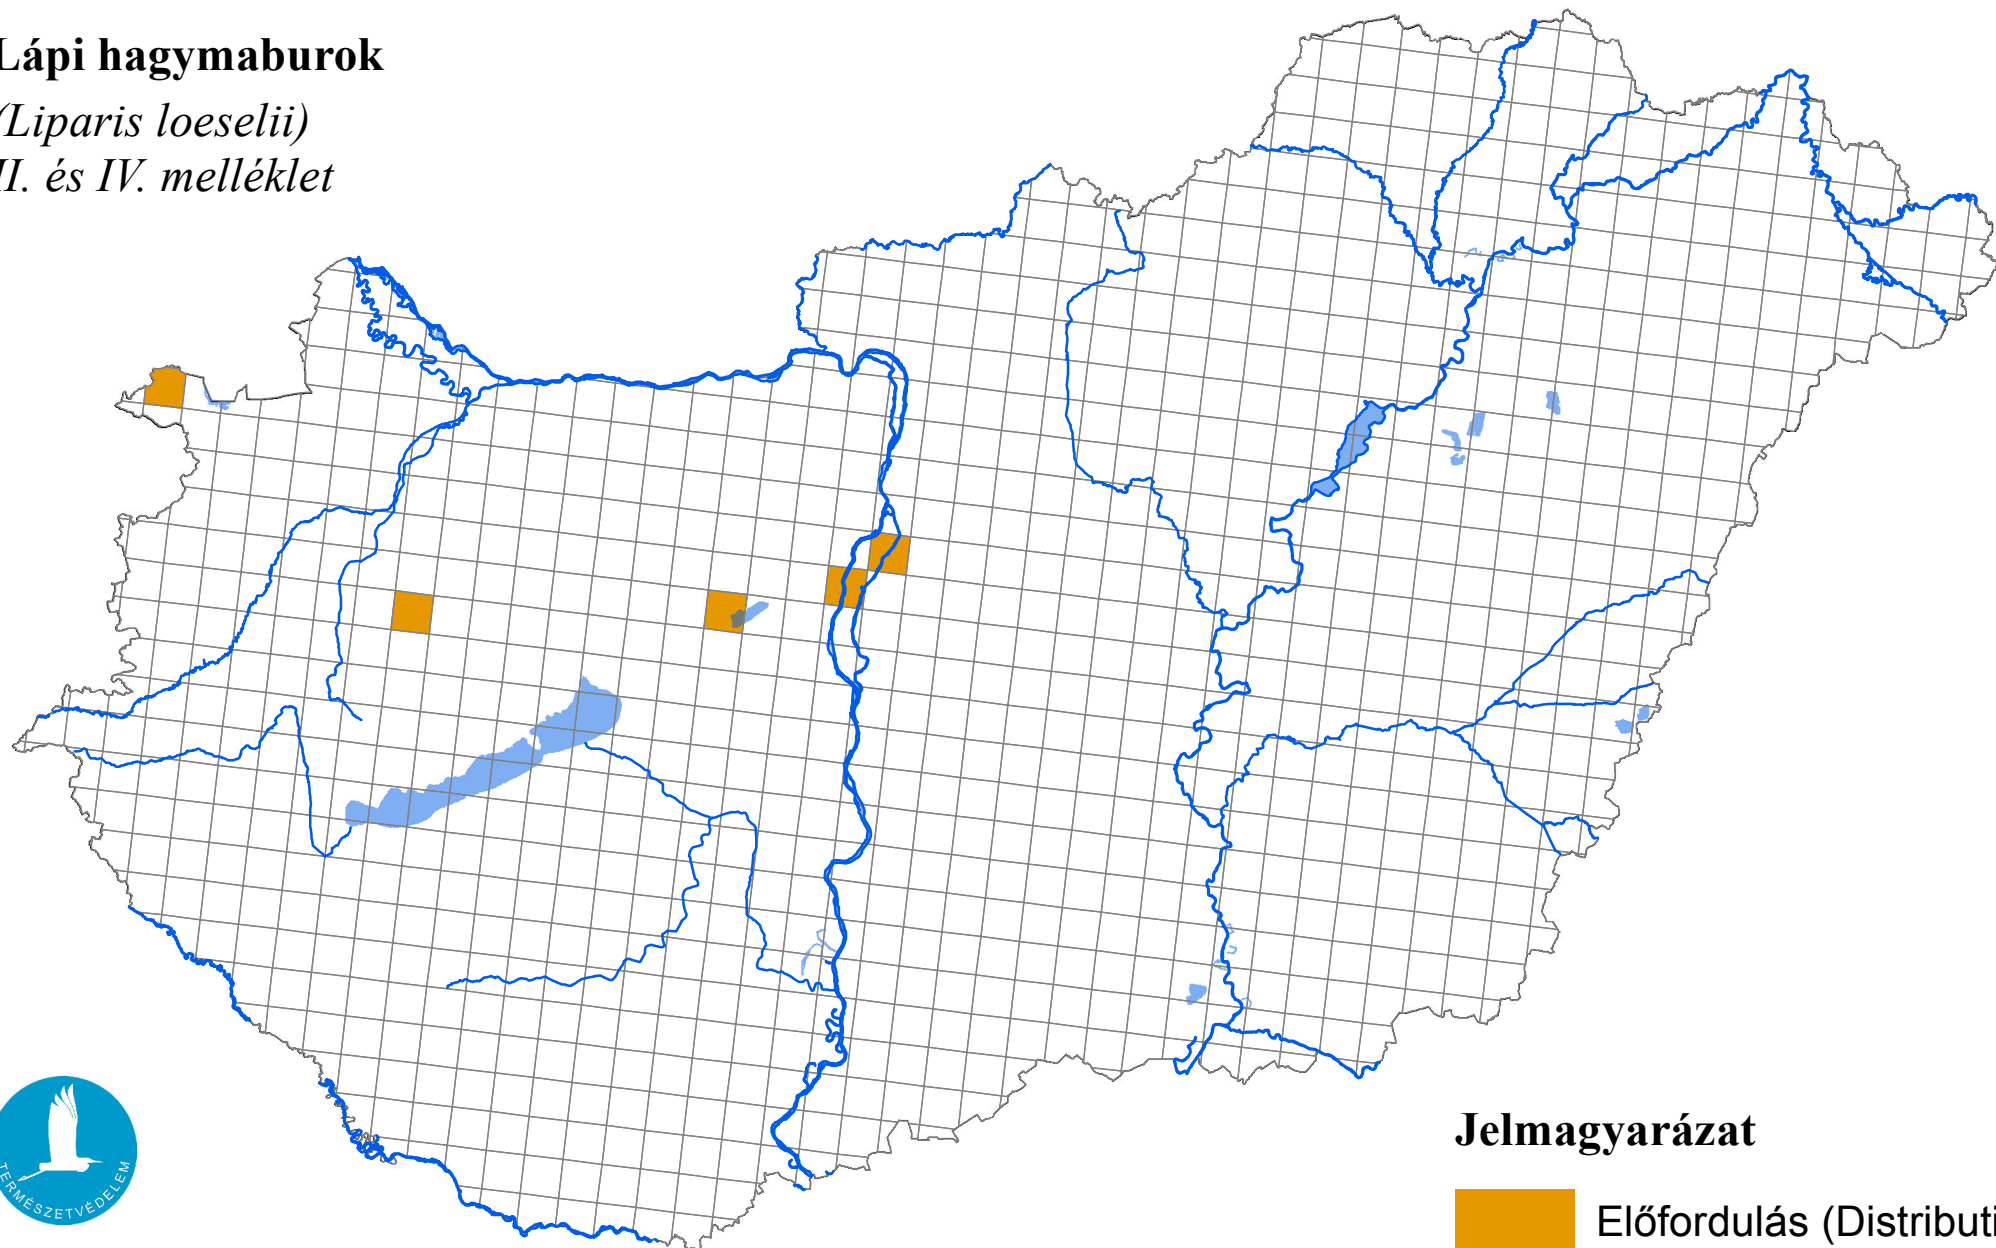 Lápi hagymaburok
(Liparis loeselii)
II. és IV. melléklet
TERMÉSZETVÉDELEM
Jelmagyarázat
Előfordulás (Distributi